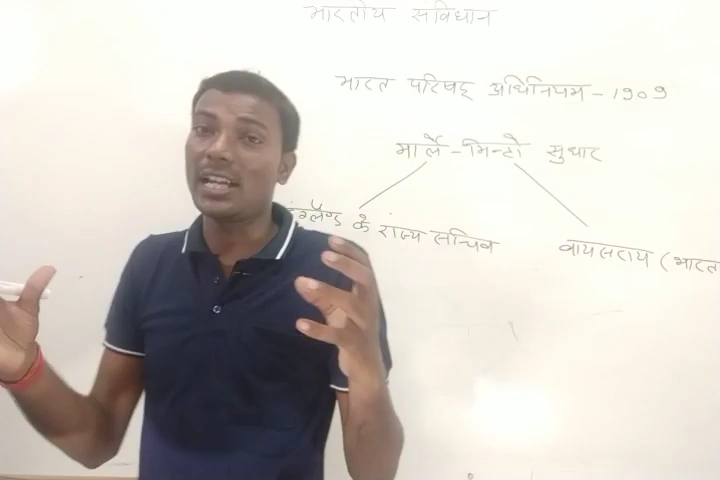 भारतीय संविधान
भारत परिषद् अधिनियम - 1909
मार्ले - मिन्टो सुधार
इंग्लैण्ड के राज्य सचिव
वायसराय (भारत